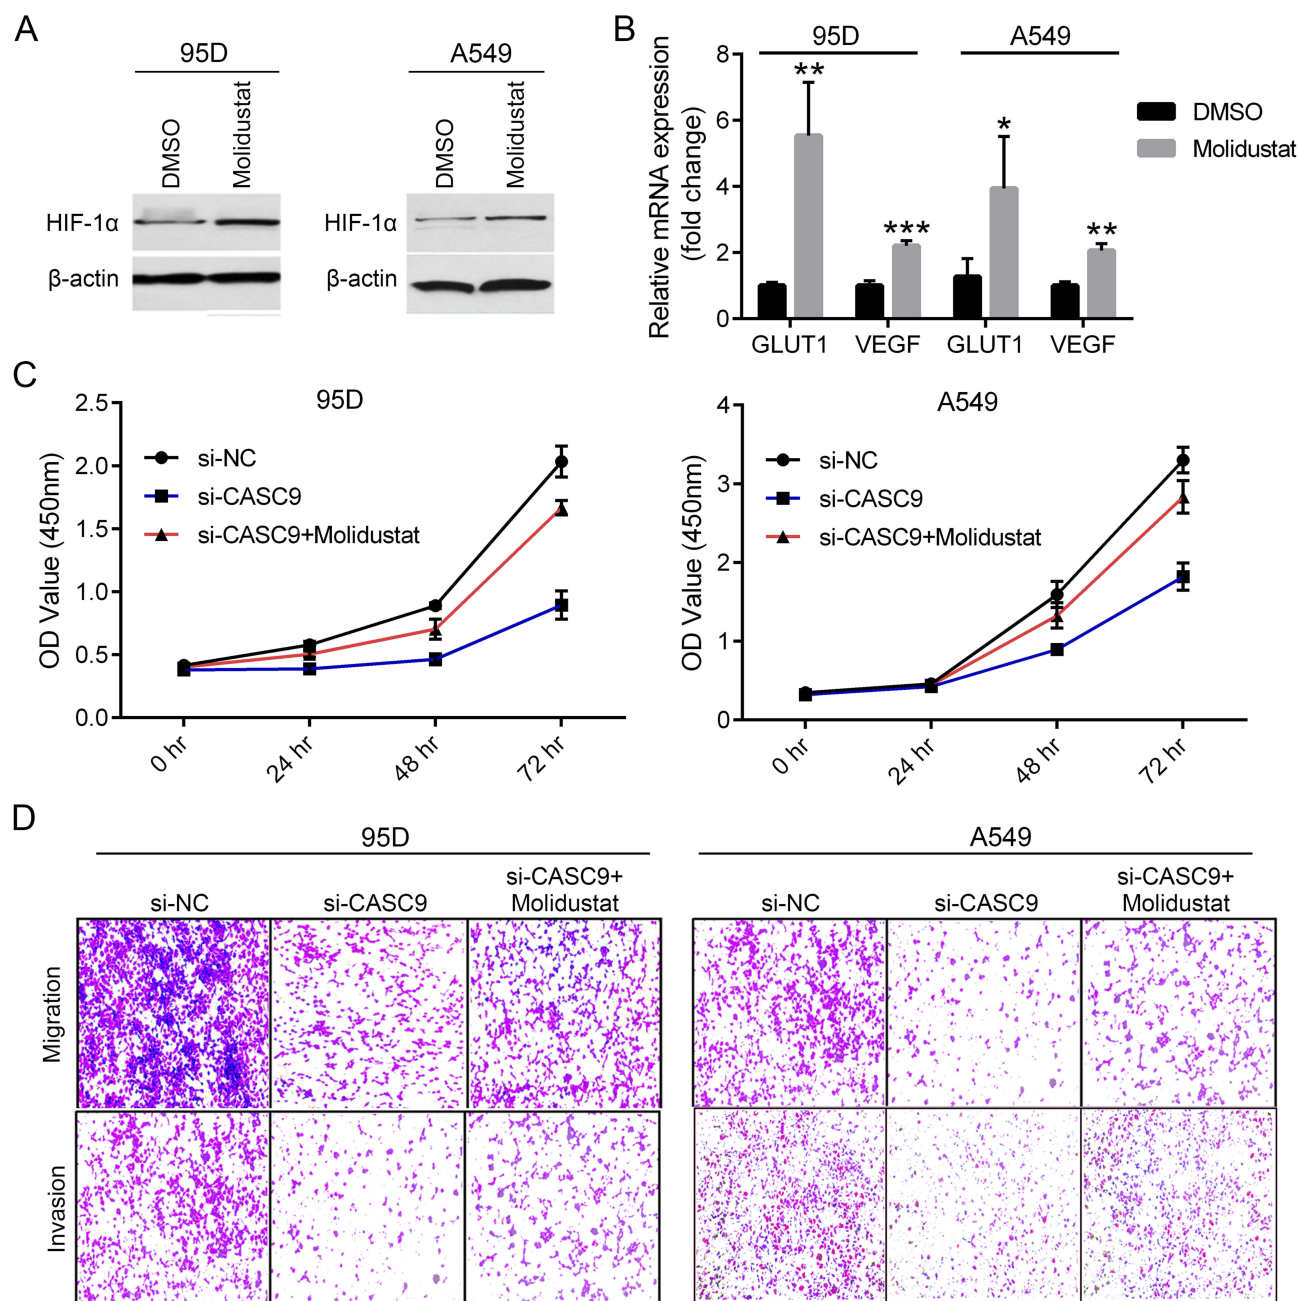 A
95D
A549
DMSO
Molidustat
DMSO
Molidustat
HIF-1α
β-actin
HIF-1α
β-actin
B
95D
A549
Relative mRNA expression
(fold change)
8
6
4
2
0
** *** * **
GLUT1 VEGF GLUT1 VEGF
DMSO
Molidustat
C
95D
OD Value (450nm)
2.5
2.0
1.5
1.0
0.5
0.0
si-NC
si-CASC9
si-CASC9+Molidustat
0 hr 24 hr 48 hr 72 hr
A549
OD Value (450nm)
4
3
2
1
0
si-NC
si-CASC9
si-CASC9+Molidustat
0 hr 24 hr 48 hr 72 hr
D
95D
A549
si-NC
si-CASC9
si-CASC9+
Molidustat
si-NC
si-CASC9
si-CASC9+
Molidustat
Migration
Invasion